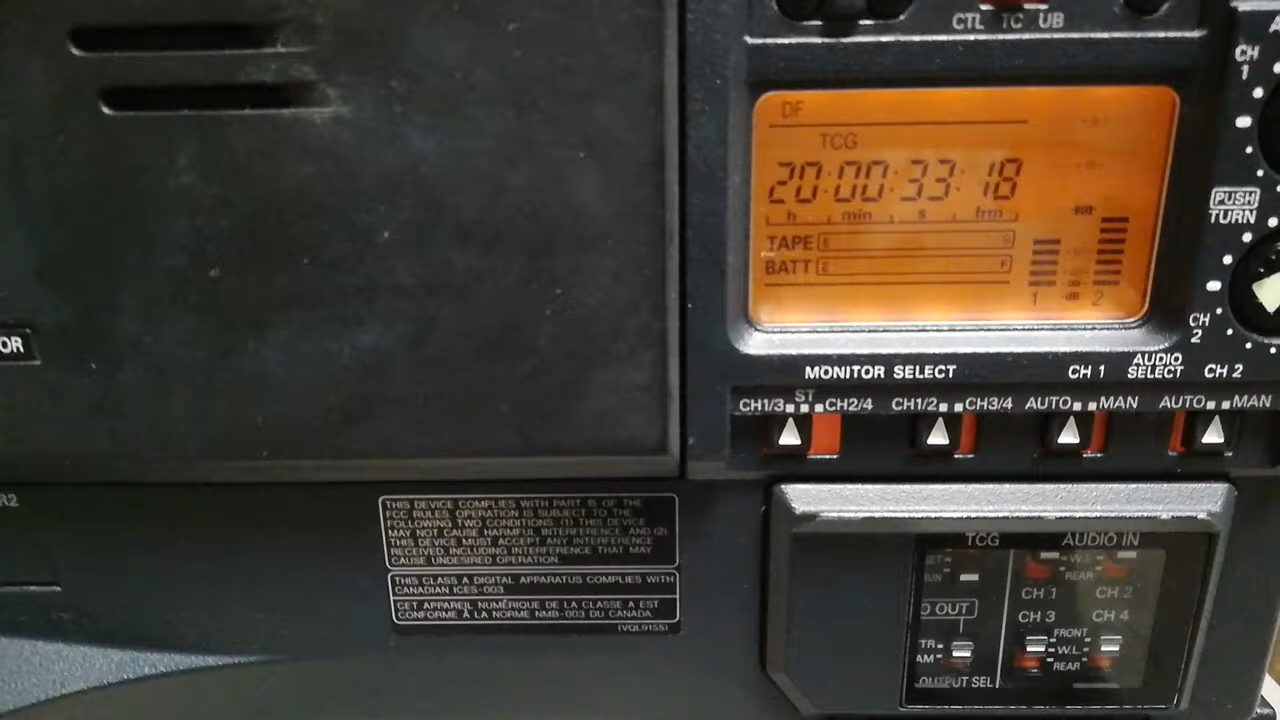 CTL TC UB
CH 1
DF
TCG
20:00:33:18
h min s frm
TAPE
BATT E F
1 dB 2
PUSH
TURN
CH 2
MONITOR SELECT
CH 1 AUDIO SELECT CH 2
CH1/3 ST CH2/4 CH1/2 CH3/4 AUTO MAN AUTO MAN
OR
R2
THIS DEVICE COMPLIES WITH PART 15 OF THE
FCC RULES. OPERATION IS SUBJECT TO THE
FOLLOWING TWO CONDITIONS. (1) THIS DEVICE
MAY NOT CAUSE HARMFUL INTERFERENCE, AND (2)
THIS DEVICE MUST ACCEPT ANY INTERFERENCE
RECEIVED, INCLUDING INTERFERENCE THAT MAY
CAUSE UNDESIRED OPERATION.
THIS CLASS A DIGITAL APPARATUS COMPLIES WITH
CANADIAN ICES-003.
CET APPAREIL NUMÉRIQUE DE LA CLASSE A EST
CONFORME À LA NORME NMB-003 DU CANADA.
(VQL9155)
TCG AUDIO IN
W.L.
REAR
CH 1 CH 2
CH 3 CH 4
O OUT
FRONT
TR W.L.
AM REAR
OUTPUT SEL